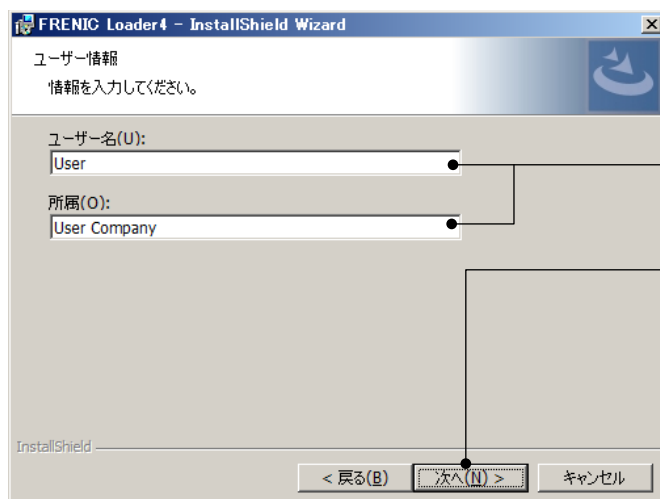 FRENIC Loader4 - InstallShield Wizard
ユーザー情報
情報を入力してください。
ユーザー名(U):
User
所属(O):
User Company
InstallShield
< 戻る(B) 次へ(N) > キャンセル